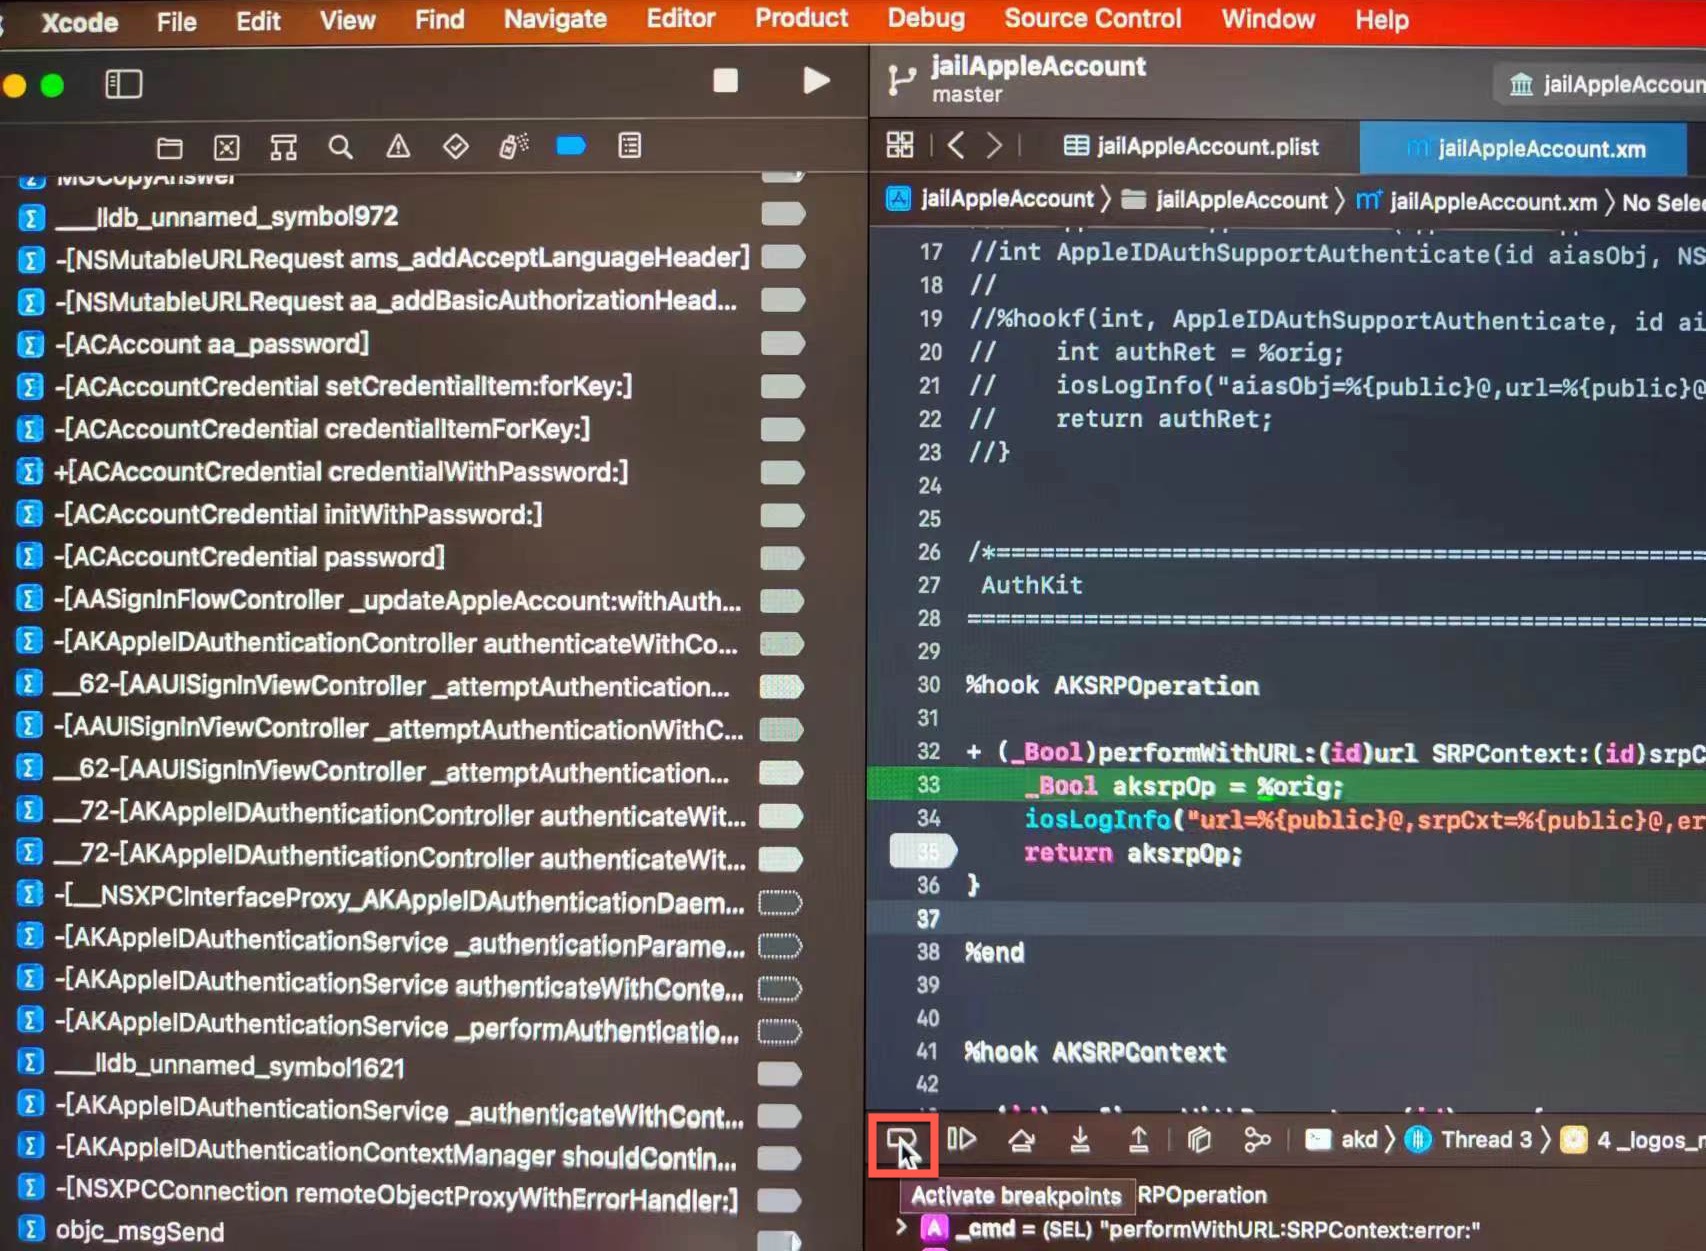 Xcode File Edit View Find Navigate Editor Product Debug Source Control Window Help
jailAppleAccount
master
jailAppleAccoun
jailAppleAccount.plist
jailAppleAccount.xm
jailAppleAccount 〉 jailAppleAccount 〉 jailAppleAccount.xm 〉 No Selec
MGCopyAnswer
___lldb_unnamed_symbol972
-[NSMutableURLRequest ams_addAcceptLanguageHeader]
-[NSMutableURLRequest aa_addBasicAuthorizationHead...
-[ACAccount aa_password]
-[ACAccountCredential setCredentialItem:forKey:]
-[ACAccountCredential credentialItemForKey:]
+[ACAccountCredential credentialWithPassword:]
-[ACAccountCredential initWithPassword:]
-[ACAccountCredential password]
-[AASignInFlowController _updateAppleAccount:withAuth...
-[AKAppleIDAuthenticationController authenticateWithCo...
__62-[AAUISignInViewController _attemptAuthentication...
-[AAUISignInViewController _attemptAuthenticationWithC...
__62-[AAUISignInViewController _attemptAuthentication...
__72-[AKAppleIDAuthenticationController authenticateWit...
__72-[AKAppleIDAuthenticationController authenticateWit...
-[__NSXPCInterfaceProxy_AKAppleIDAuthenticationDaem...
-[AKAppleIDAuthenticationService _authenticationParame...
-[AKAppleIDAuthenticationService authenticateWithConte...
-[AKAppleIDAuthenticationService _performAuthenticatio...
___lldb_unnamed_symbol1621
-[AKAppleIDAuthenticationService _authenticateWithCont...
-[AKAppleIDAuthenticationContextManager shouldContin...
-[NSXPCConnection remoteObjectProxyWithErrorHandler:]
objc_msgSend
17 //int AppleIDAuthSupportAuthenticate(id aiasObj, NS
18 //
19 //%hookf(int, AppleIDAuthSupportAuthenticate, id ai
20 // int authRet = %orig;
21 // iosLogInfo("aiasObj=%{public}@,url=%{public}@
22 // return authRet;
23 //}
24
25
26 /*===================================================
27 AuthKit
28 ===================================================
29
30 %hook AKSRPOperation
31
32 + (_Bool)performWithURL:(id)url SRPContext:(id)srpC
33 _Bool aksrpOp = %orig;
34 iosLogInfo("url=%{public}@,srpCxt=%{public}@,er
35 return aksrpOp;
36 }
37
38 %end
39
40
41 %hook AKSRPContext
42
akd 〉 Thread 3 〉 4 _logos_m
Activate breakpoints RPOperation
A _cmd = (SEL) "performWithURL:SRPContext:error:"